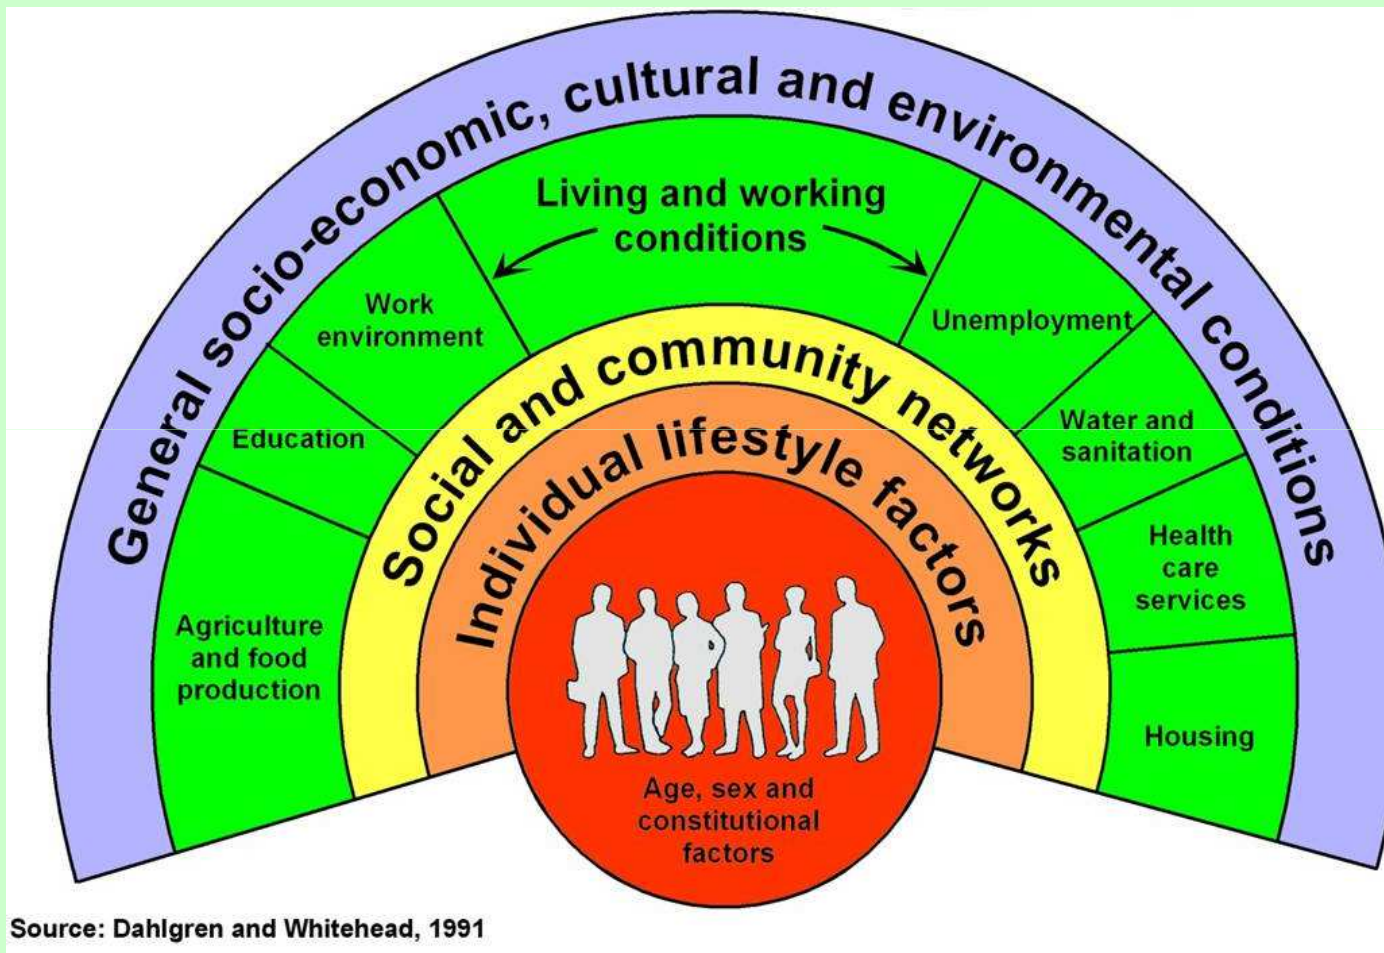 General socio-economic, cultural and environmental conditions
Living and working
conditions
Work
environment
Unemployment
Education
Water and
sanitation
Agriculture
and food
production
Health
care
services
Housing
Social and community networks
Individual lifestyle factors
Age, sex and
constitutional
factors
Source: Dahlgren and Whitehead, 1991